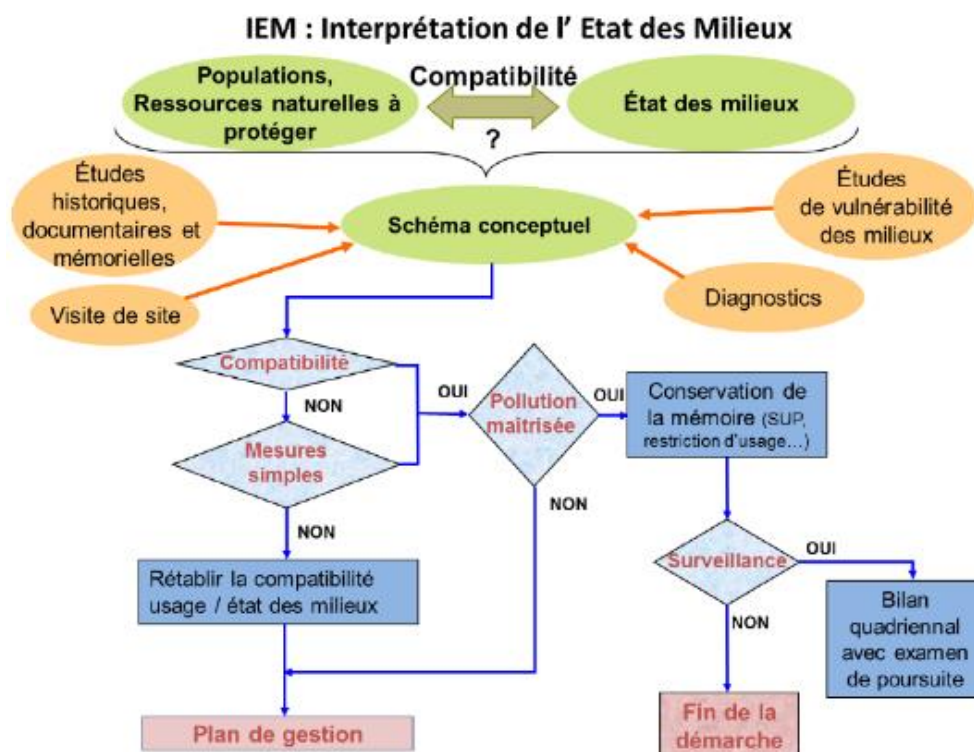 IEM : Interprétation de l' Etat des Milieux
Populations,
Ressources naturelles à
protéger
Compatibilité
?
État des milieux
Études
historiques,
documentaires et
mémorielles
Schéma conceptuel
Études
de vulnérabilité
des milieux
Visite de site
Diagnostics
Compatibilité
NON
OUI
Pollution
maitrisée
OUI
Conservation de
la mémoire (SUP,
restriction d'usage...)
Mesures
simples
NON
NON
Rétablir la compatibilité
usage / état des milieux
Surveillance
OUI
NON
Bilan
quadriennal
avec examen
de poursuite
Plan de gestion
Fin de la
démarche